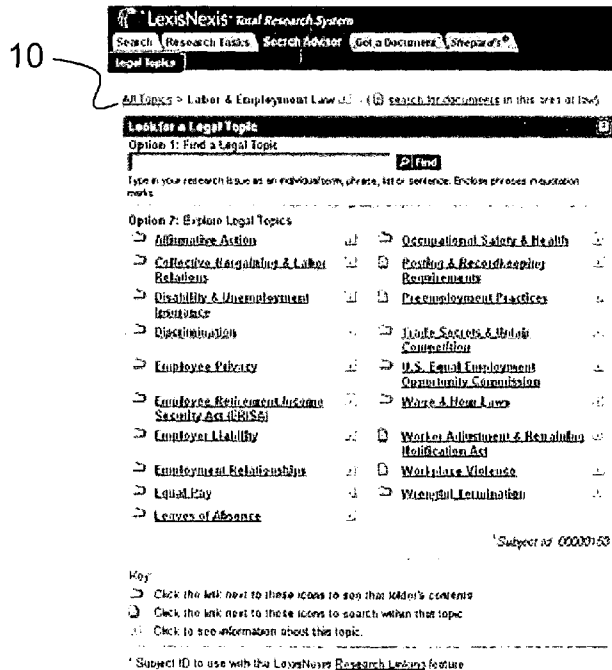 LexisNexis™ Total Research System
Search Research Tasks Search Advisor Get a Document Shepard's®
Legal Topics
10
All Topics > Labor & Employment Law (search for documents in this area of law)
Look for a Legal Topic
Option 1: Find a Legal Topic
Find
Type in your research issue as an individual term, phrase, list or sentence. Enclose phrases in quotation
marks.
Option 2: Explore Legal Topics
Affirmative Action Occupational Safety & Health
Collective Bargaining & Labor Posting & Recordkeeping
Relations Requirements
Disability & Unemployment Preemployment Practices
Insurance
Discrimination Trade Secrets & Unfair
Competition
Employee Privacy U.S. Equal Employment
Opportunity Commission
Employee Retirement Income Wage & Hour Laws
Security Act (ERISA)
Employer Liability Worker Adjustment & Retraining
Notification Act
Employment Relationships Workplace Violence
Equal Pay Wrongful Termination
Leaves of Absence
Subject id
Key:
Click the link next to these icons to see that folder's contents
Click the link next to these icons to search within that topic
Click to see information about this topic.
* Subject ID to use with the LexisNexis Research Linking feature